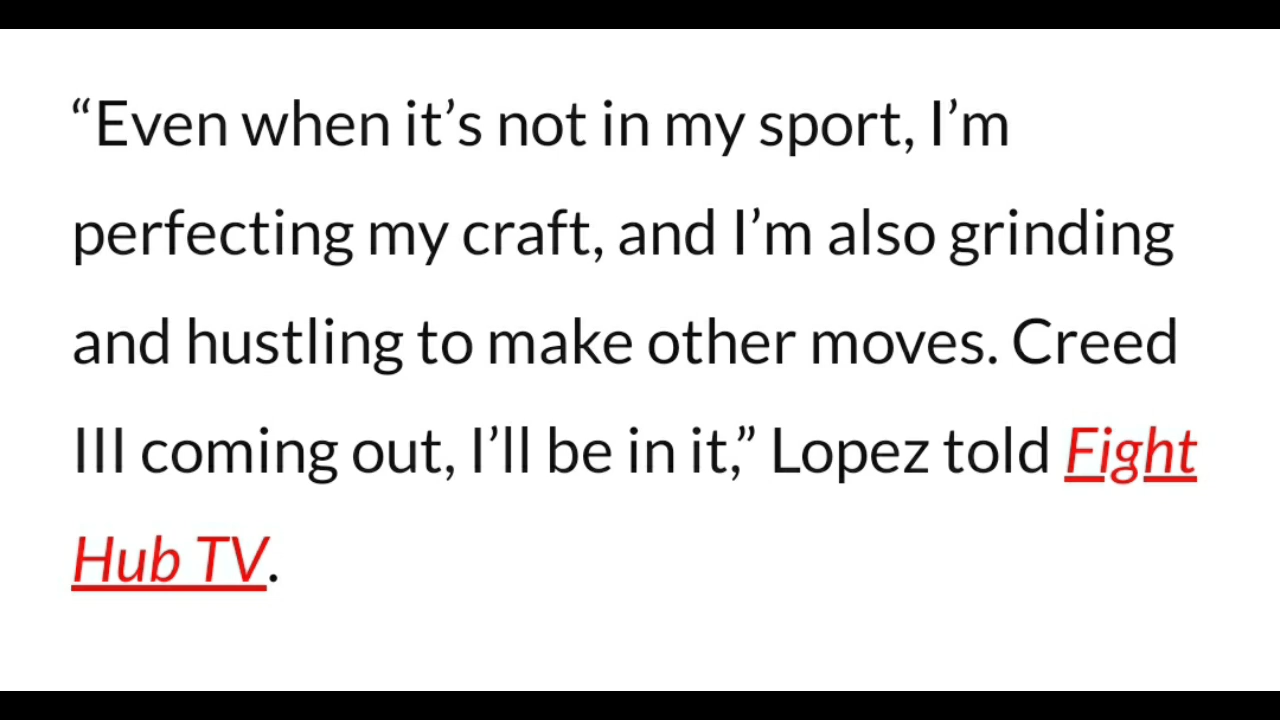 “Even when it’s not in my sport, I’m
perfecting my craft, and I’m also grinding
and hustling to make other moves. Creed
III coming out, I’ll be in it,” Lopez told Fight
Hub TV.